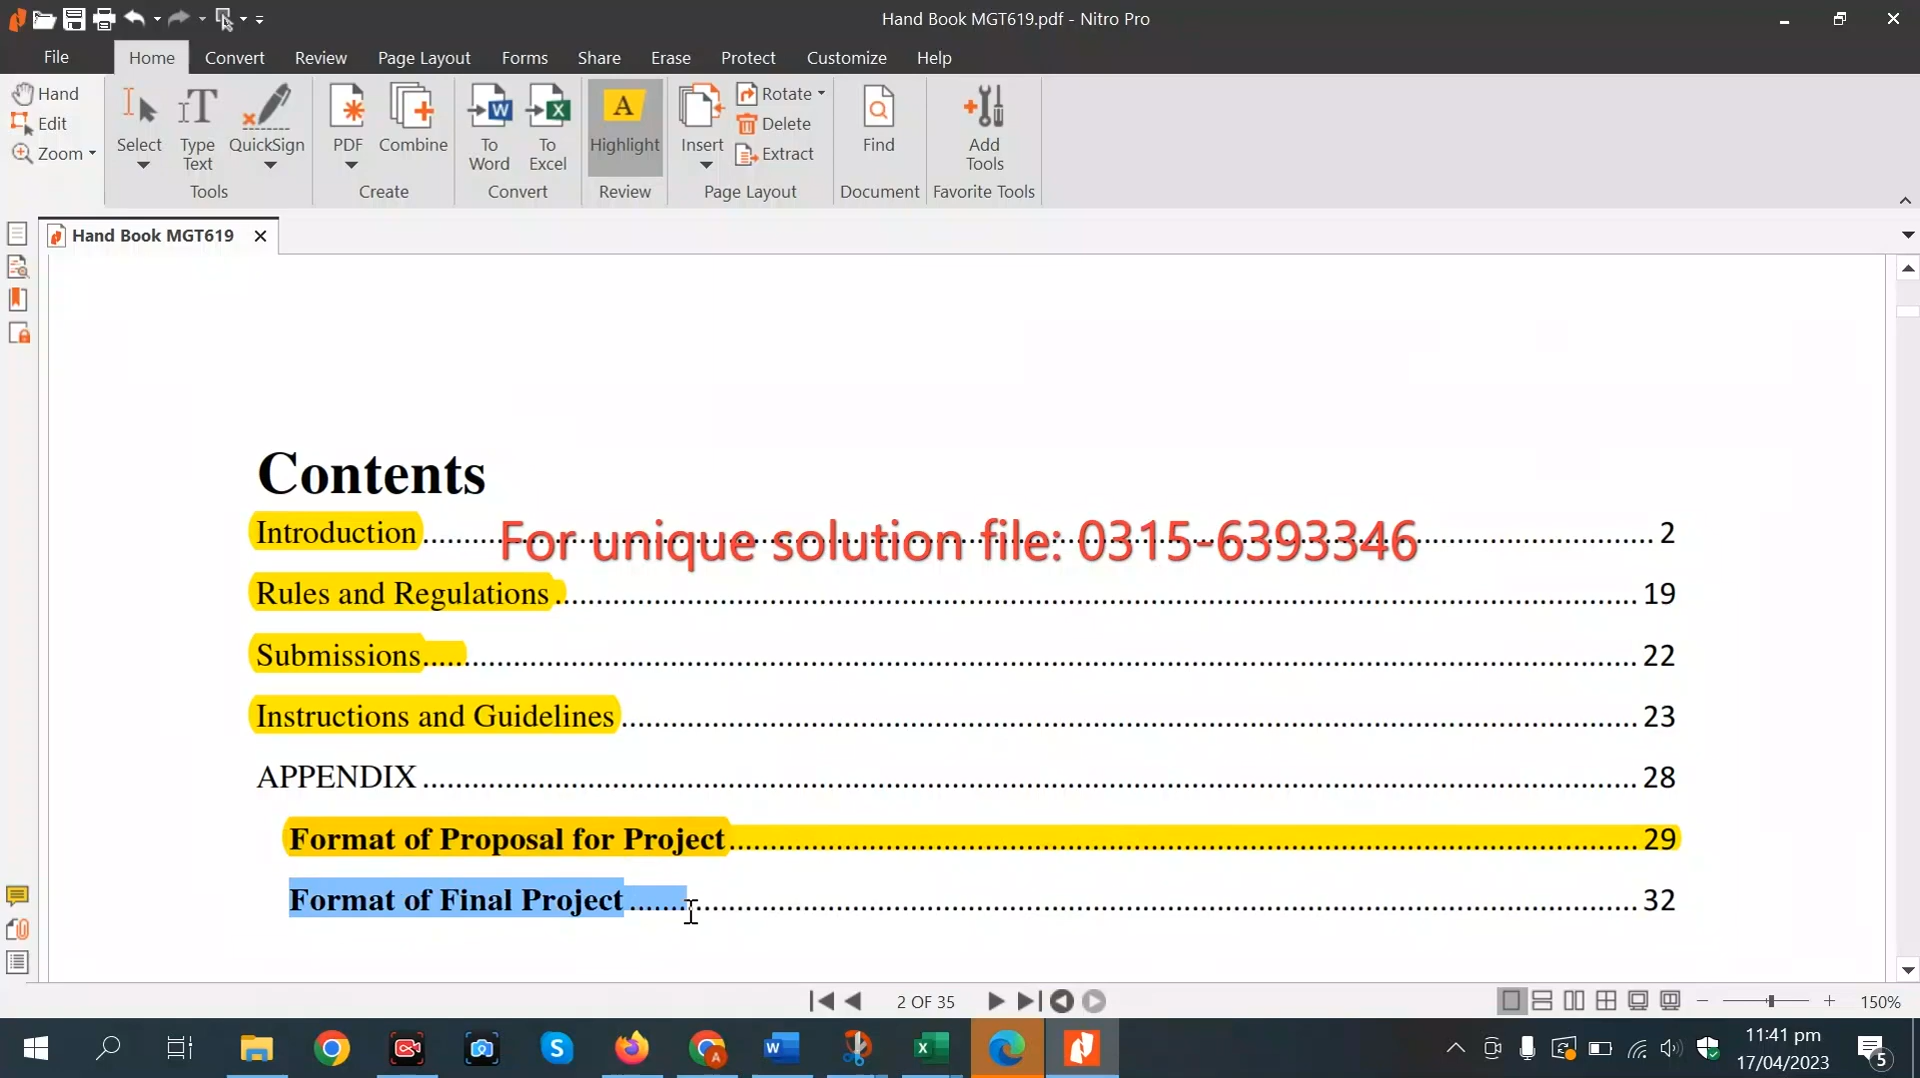 Hand Book MGT619.pdf - Nitro Pro
File Home Convert Review Page Layout Forms Share Erase Protect Customize Help
Hand
Edit
Zoom
Select
Type Text
QuickSign
Tools
PDF
Combine
Create
To Word
To Excel
Convert
A
Highlight
Review
Insert
Rotate
Delete
Extract
Page Layout
Find
Document
Add Tools
Favorite Tools
Hand Book MGT619
Contents
Introduction 2
For unique solution file: 0315-6393346
Rules and Regulations 19
Submissions 22
Instructions and Guidelines 23
APPENDIX 28
Format of Proposal for Project 29
Format of Final Project 32
2 OF 35
150%
11:41 pm
17/04/2023
5